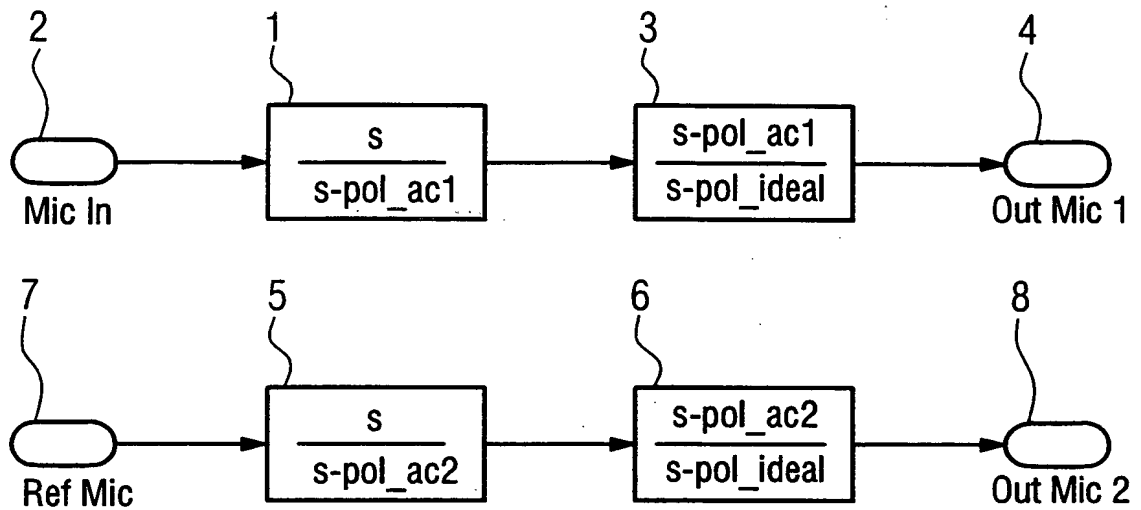 2 1 3 4
s s-pol_ac1
s-pol_ac1 s-pol_ideal
Mic In Out Mic 1
7 5 6 8
s s-pol_ac2
s-pol_ac2 s-pol_ideal
Ref Mic Out Mic 2